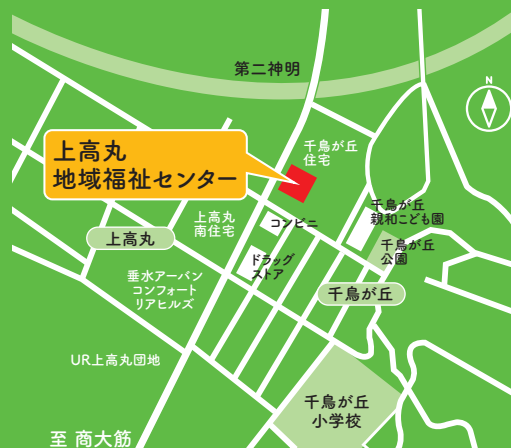 第二神明
N
千鳥が丘
住宅
上高丸
地域福祉センター
上高丸
南住宅
コンビニ
千鳥が丘
親和こども園
上高丸
千鳥が丘
公園
ドラッグ
ストア
垂水アーバン
コンフォート
リアヒルズ
千鳥が丘
UR上高丸団地
千鳥が丘
小学校
至 商大筋